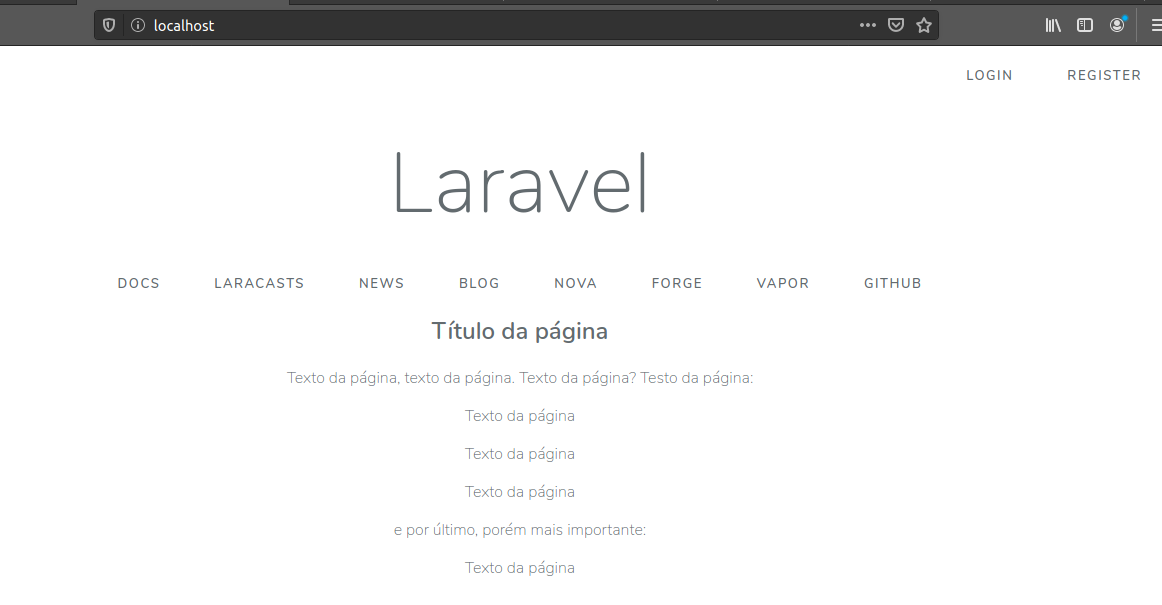 localhost
LOGIN REGISTER
Laravel
DOCS LARACASTS NEWS BLOG NOVA FORGE VAPOR GITHUB
Título da página
Texto da página, texto da página. Texto da página? Testo da página:
Texto da página
Texto da página
Texto da página
e por último, porém mais importante:
Texto da página